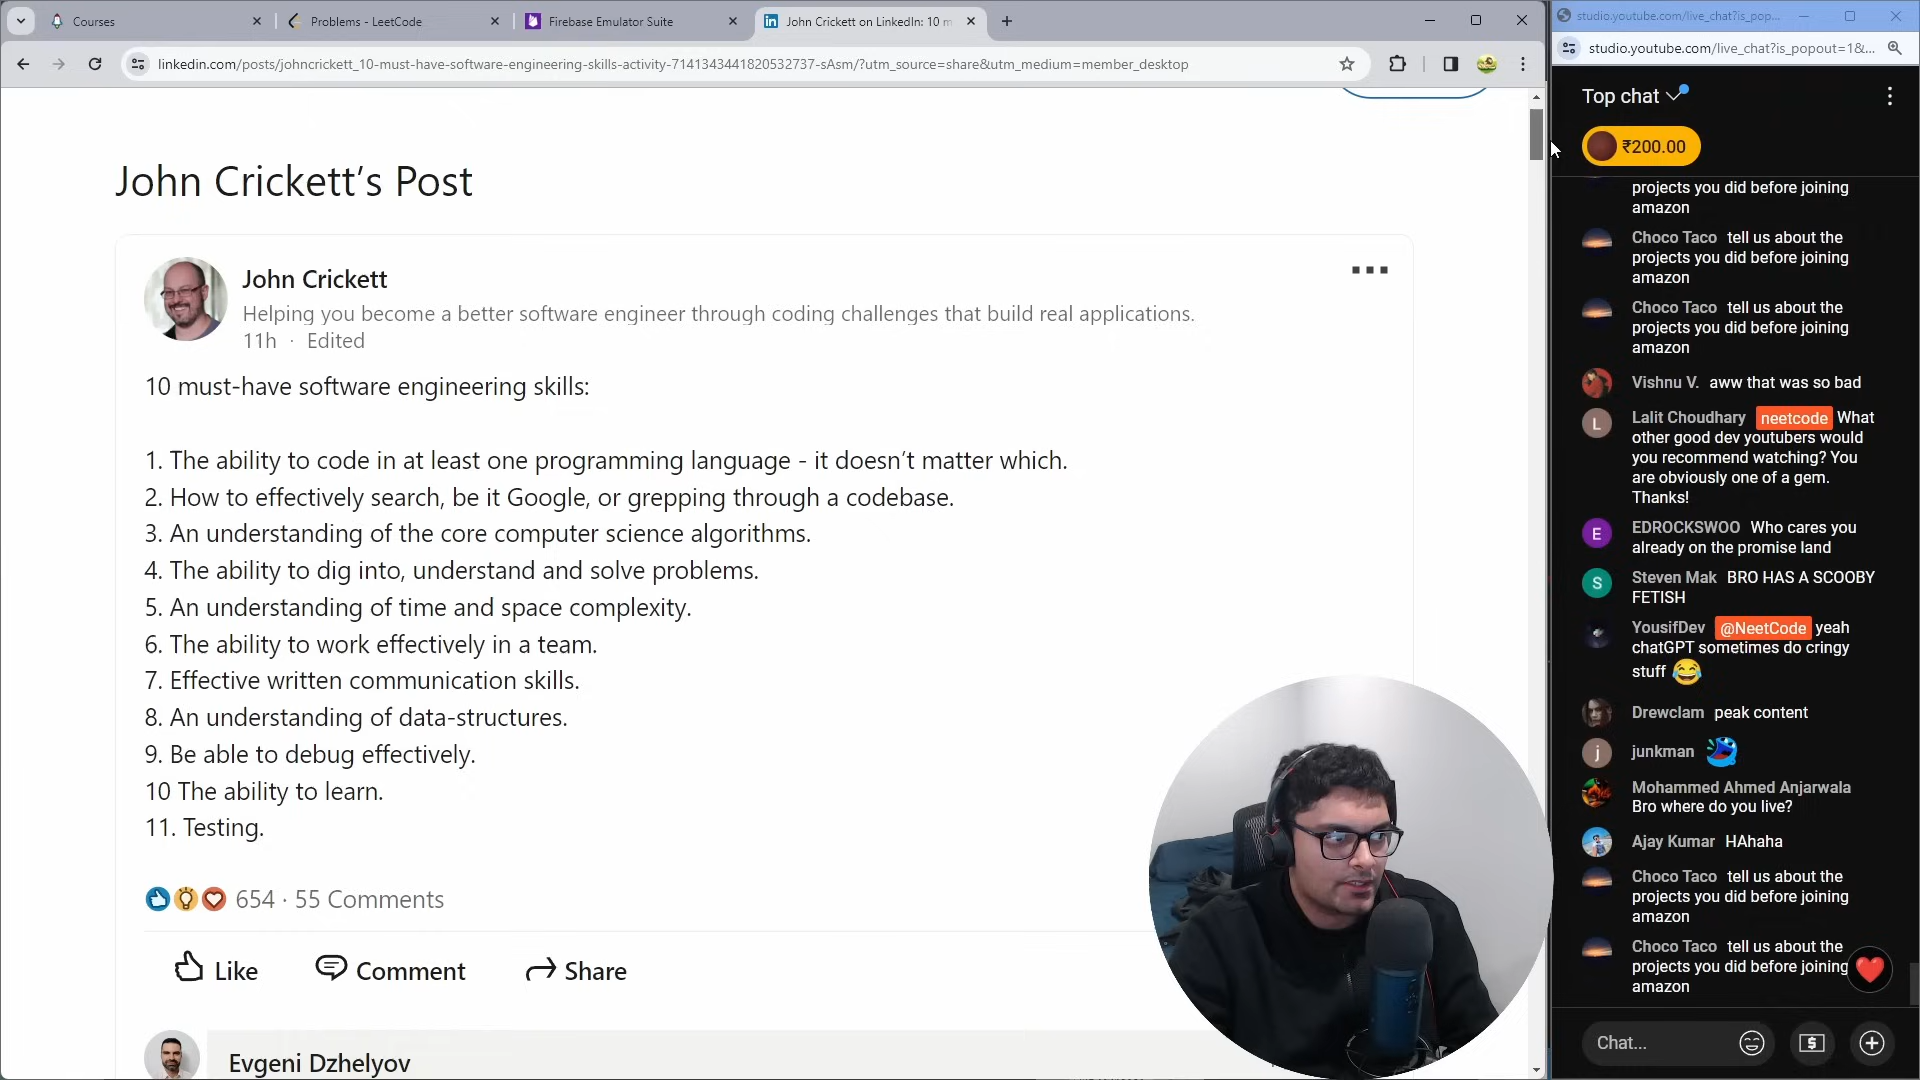 Courses
Problems - LeetCode
Firebase Emulator Suite
John Crickett on LinkedIn: 10 m
studio.youtube.com/live_chat?is_pop...
linkedin.com/posts/johncrickett_10-must-have-software-engineering-skills-activity-7141343441820532737-sAsm/?utm_source=share&utm_medium=member_desktop
studio.youtube.com/live_chat?is_popout=1&...
John Crickett's Post
John Crickett
Helping you become a better software engineer through coding challenges that build real applications.
11h · Edited
10 must-have software engineering skills:
1. The ability to code in at least one programming language - it doesn't matter which.
2. How to effectively search, be it Google, or grepping through a codebase.
3. An understanding of the core computer science algorithms.
4. The ability to dig into, understand and solve problems.
5. An understanding of time and space complexity.
6. The ability to work effectively in a team.
7. Effective written communication skills.
8. An understanding of data-structures.
9. Be able to debug effectively.
10 The ability to learn.
11. Testing.
654 · 55 Comments
Like
Comment
Share
Evgeni Dzhelyov
Top chat
₹200.00
projects you did before joining
amazon
Choco Taco tell us about the
projects you did before joining
amazon
Choco Taco tell us about the
projects you did before joining
amazon
Vishnu V. aww that was so bad
L
Lalit Choudhary neetcode What
other good dev youtubers would
you recommend watching? You
are obviously one of a gem.
Thanks!
E
EDROCKSWOO Who cares you
already on the promise land
S
Steven Mak BRO HAS A SCOOBY
FETISH
YousifDev @NeetCode yeah
chatGPT sometimes do cringy
stuff 😂
Drewclam peak content
j
junkman
Mohammed Ahmed Anjarwala
Bro where do you live?
Ajay Kumar HAhaha
Choco Taco tell us about the
projects you did before joining
amazon
Choco Taco tell us about the
projects you did before joining
amazon
Chat...